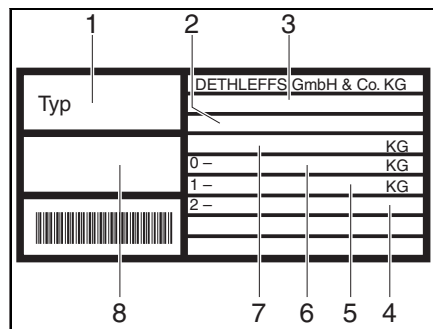 1 2 3
DETHLEFFS GmbH & Co. KG
Typ
KG
0 – KG
1 – KG
2 –
8 7 6 5 4